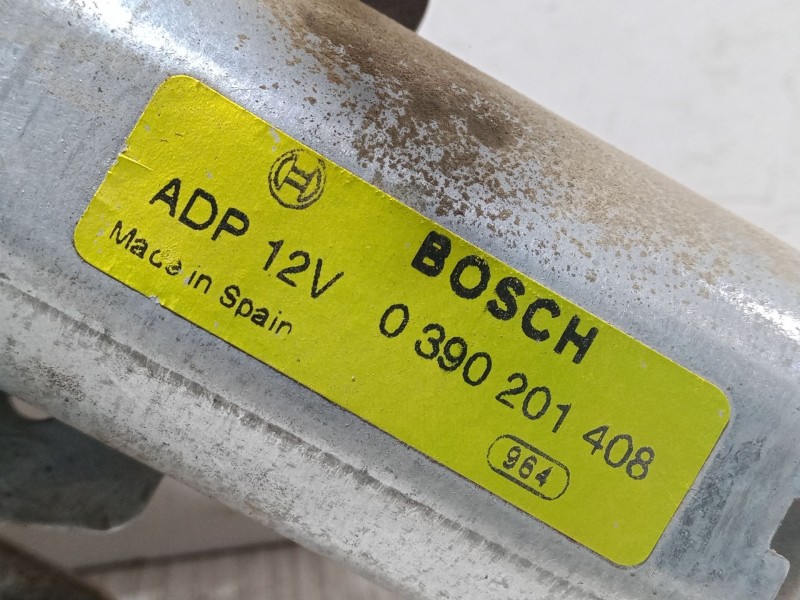 BOSCH
ADP 12V 0 390 201 408
Made in Spain
964